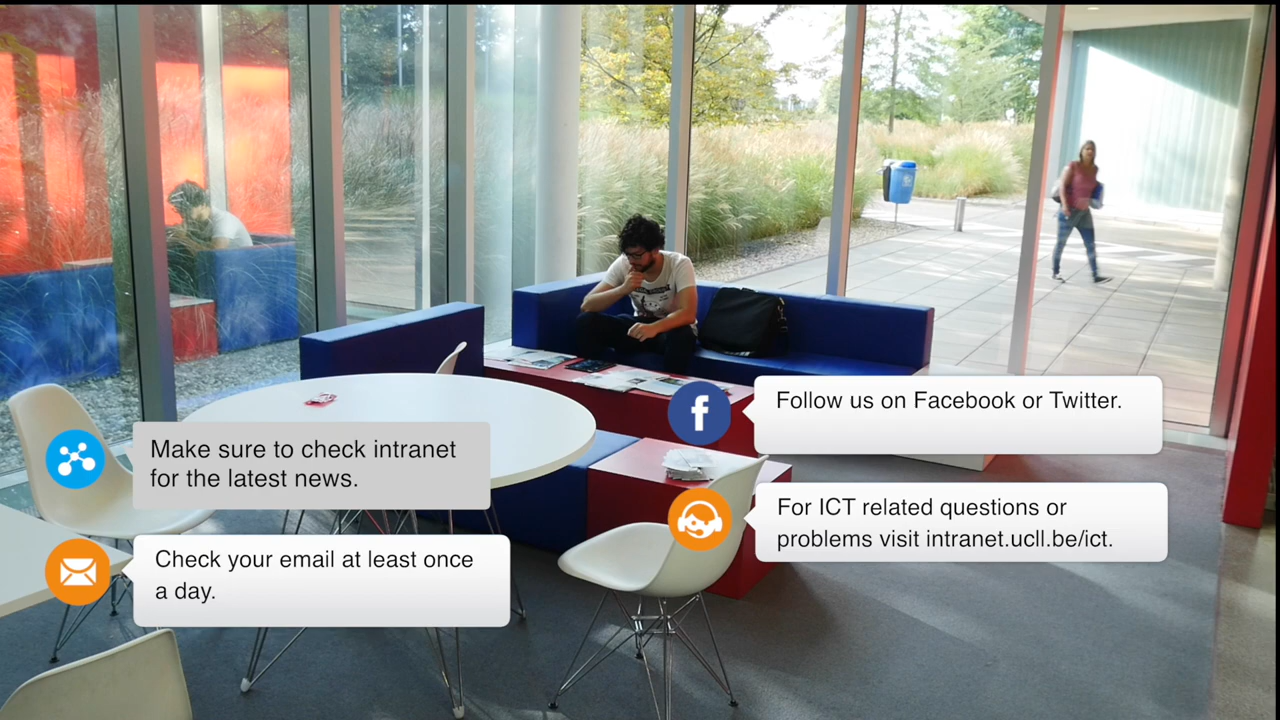 Make sure to check intranet
for the latest news.
Check your email at least once
a day.
f
Follow us on Facebook or Twitter.
For ICT related questions or
problems visit intranet.ucll.be/ict.